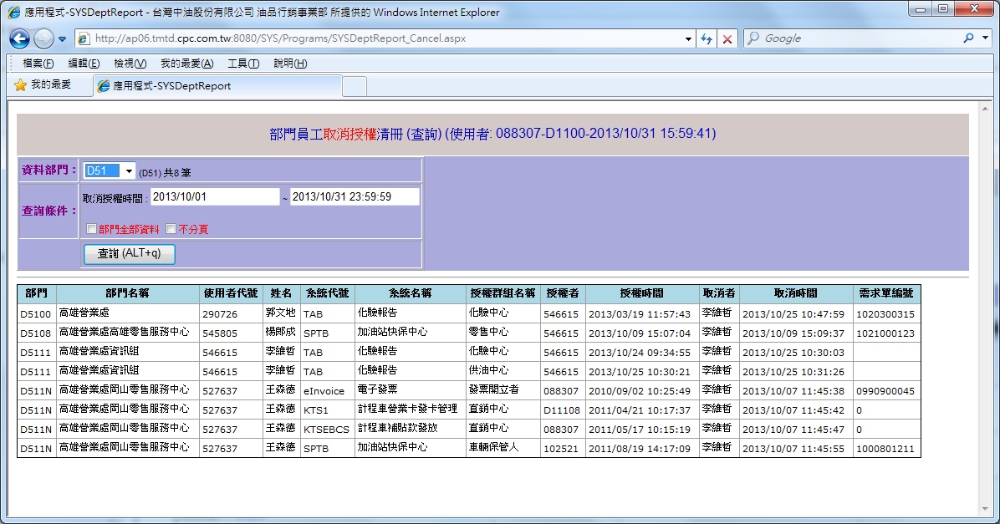 應用程式-SYSDeptReport - 台灣中油股份有限公司 油品行銷事業部 所提供的 Windows Internet Explorer
http://ap06.tmtd.cpc.com.tw:8080/SYS/Programs/SYSDeptReport_Cancel.aspx Google
檔案(F) 編輯(E) 檢視(V) 我的最愛(A) 工具(T) 說明(H)
我的最愛 應用程式-SYSDeptReport
部門員工取消授權清冊 (查詢) (使用者: 088307-D1100-2013/10/31 15:59:41)
資料部門： D51 (D51) 共8 筆
查詢條件： 取消授權時間 : 2013/10/01 ~ 2013/10/31 23:59:59
部門全部資料 不分頁
查詢 (ALT+q)
部門 部門名稱 使用者代號 姓名 系統代號 系統名稱 授權群組名稱 授權者 授權時間 取消者 取消時間 需求單編號
D5100 高雄營業處 290726 郭文地 TAB 化驗報告 化驗中心 546615 2013/03/19 11:57:43 李維哲 2013/10/25 10:47:59 1020300315
D5108 高雄營業處高雄零售服務中心 545805 楊郎成 SPTB 加油站快保中心 零售中心 546615 2013/10/09 15:07:04 李維哲 2013/10/09 15:09:37 1021000123
D5111 高雄營業處資訊組 546615 李維哲 TAB 化驗報告 化驗中心 546615 2013/10/24 09:34:55 李維哲 2013/10/25 10:30:03
D5111 高雄營業處資訊組 546615 李維哲 TAB 化驗報告 供油中心 546615 2013/10/25 10:30:21 李維哲 2013/10/25 10:31:26
D511N 高雄營業處岡山零售服務中心 527637 王森德 eInvoice 電子發票 發票開立者 088307 2010/09/02 10:25:49 李維哲 2013/10/07 11:45:38 0990900045
D511N 高雄營業處岡山零售服務中心 527637 王森德 KTS1 計程車營業卡發卡管理 直銷中心 D11108 2011/04/21 10:17:37 李維哲 2013/10/07 11:45:42 0
D511N 高雄營業處岡山零售服務中心 527637 王森德 KTSEBCS 計程車補貼款發放 直銷中心 088307 2011/05/17 10:15:19 李維哲 2013/10/07 11:45:47 0
D511N 高雄營業處岡山零售服務中心 527637 王森德 SPTB 加油站快保中心 車輛保管人 102521 2011/08/19 14:17:09 李維哲 2013/10/07 11:45:55 1000801211